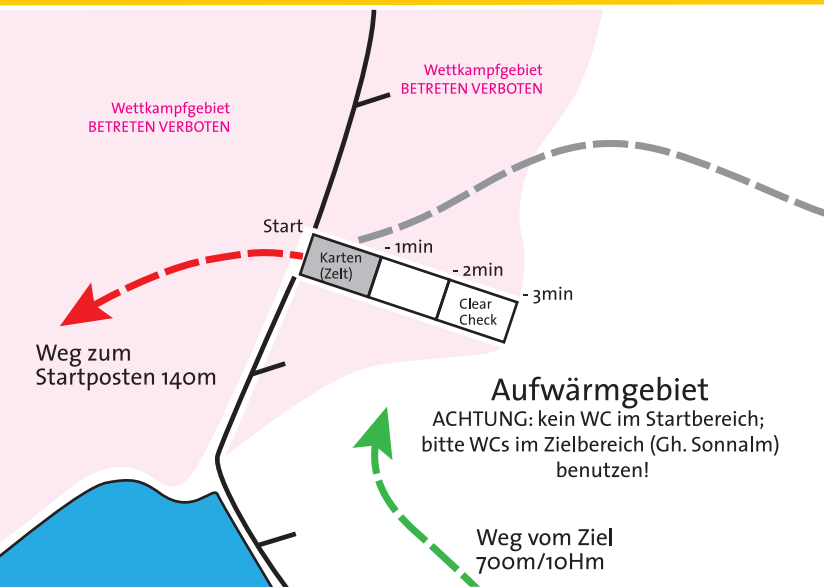 Wettkampfgebiet
BETRETEN VERBOTEN
Wettkampfgebiet
BETRETEN VERBOTEN
Start
Karten
(Zelt)
- 1min
- 2min
Clear
Check
- 3min
Weg zum
Startposten 140m
Aufwärmgebiet
ACHTUNG: kein WC im Startbereich;
bitte WCs im Zielbereich (Gh. Sonnalm)
benutzen!
Weg vom Ziel
700m/10Hm